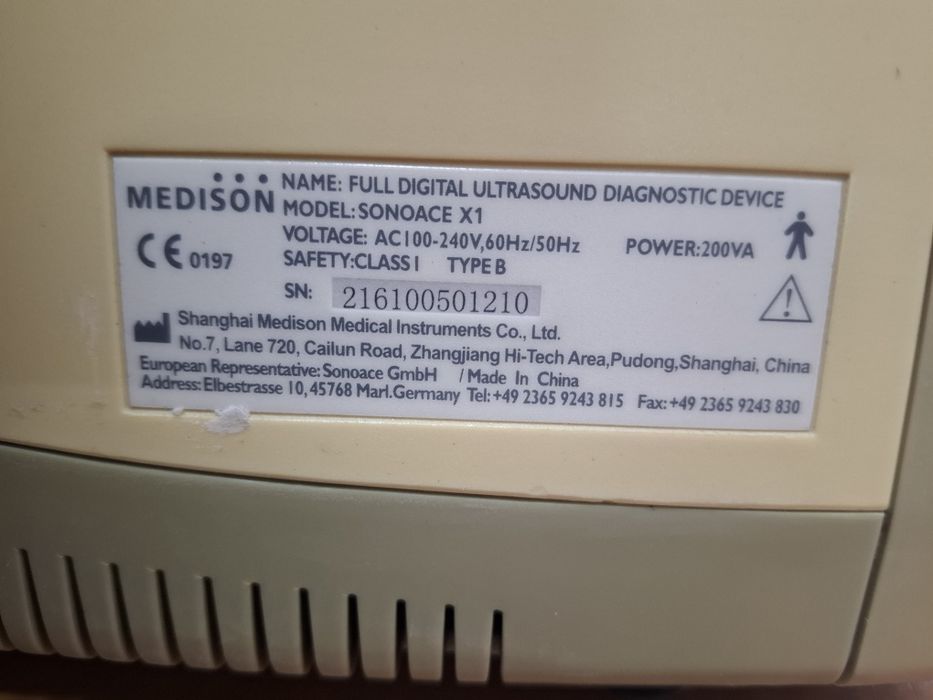 MEDISON
NAME: FULL DIGITAL ULTRASOUND DIAGNOSTIC DEVICE
MODEL: SONOACE X1
VOLTAGE: AC100-240V,60Hz/50Hz POWER:200VA
CE 0197
SAFETY:CLASS I TYPE B
SN: 216100501210
Shanghai Medison Medical Instruments Co., Ltd.
No.7, Lane 720, Cailun Road, Zhangjiang Hi-Tech Area,Pudong,Shanghai, China
European Representative: Sonoace GmbH /Made In China
Address: Elbestrasse 10, 45768 Marl.Germany Tel:+49 2365 9243 815 Fax:+49 2365 9243 830